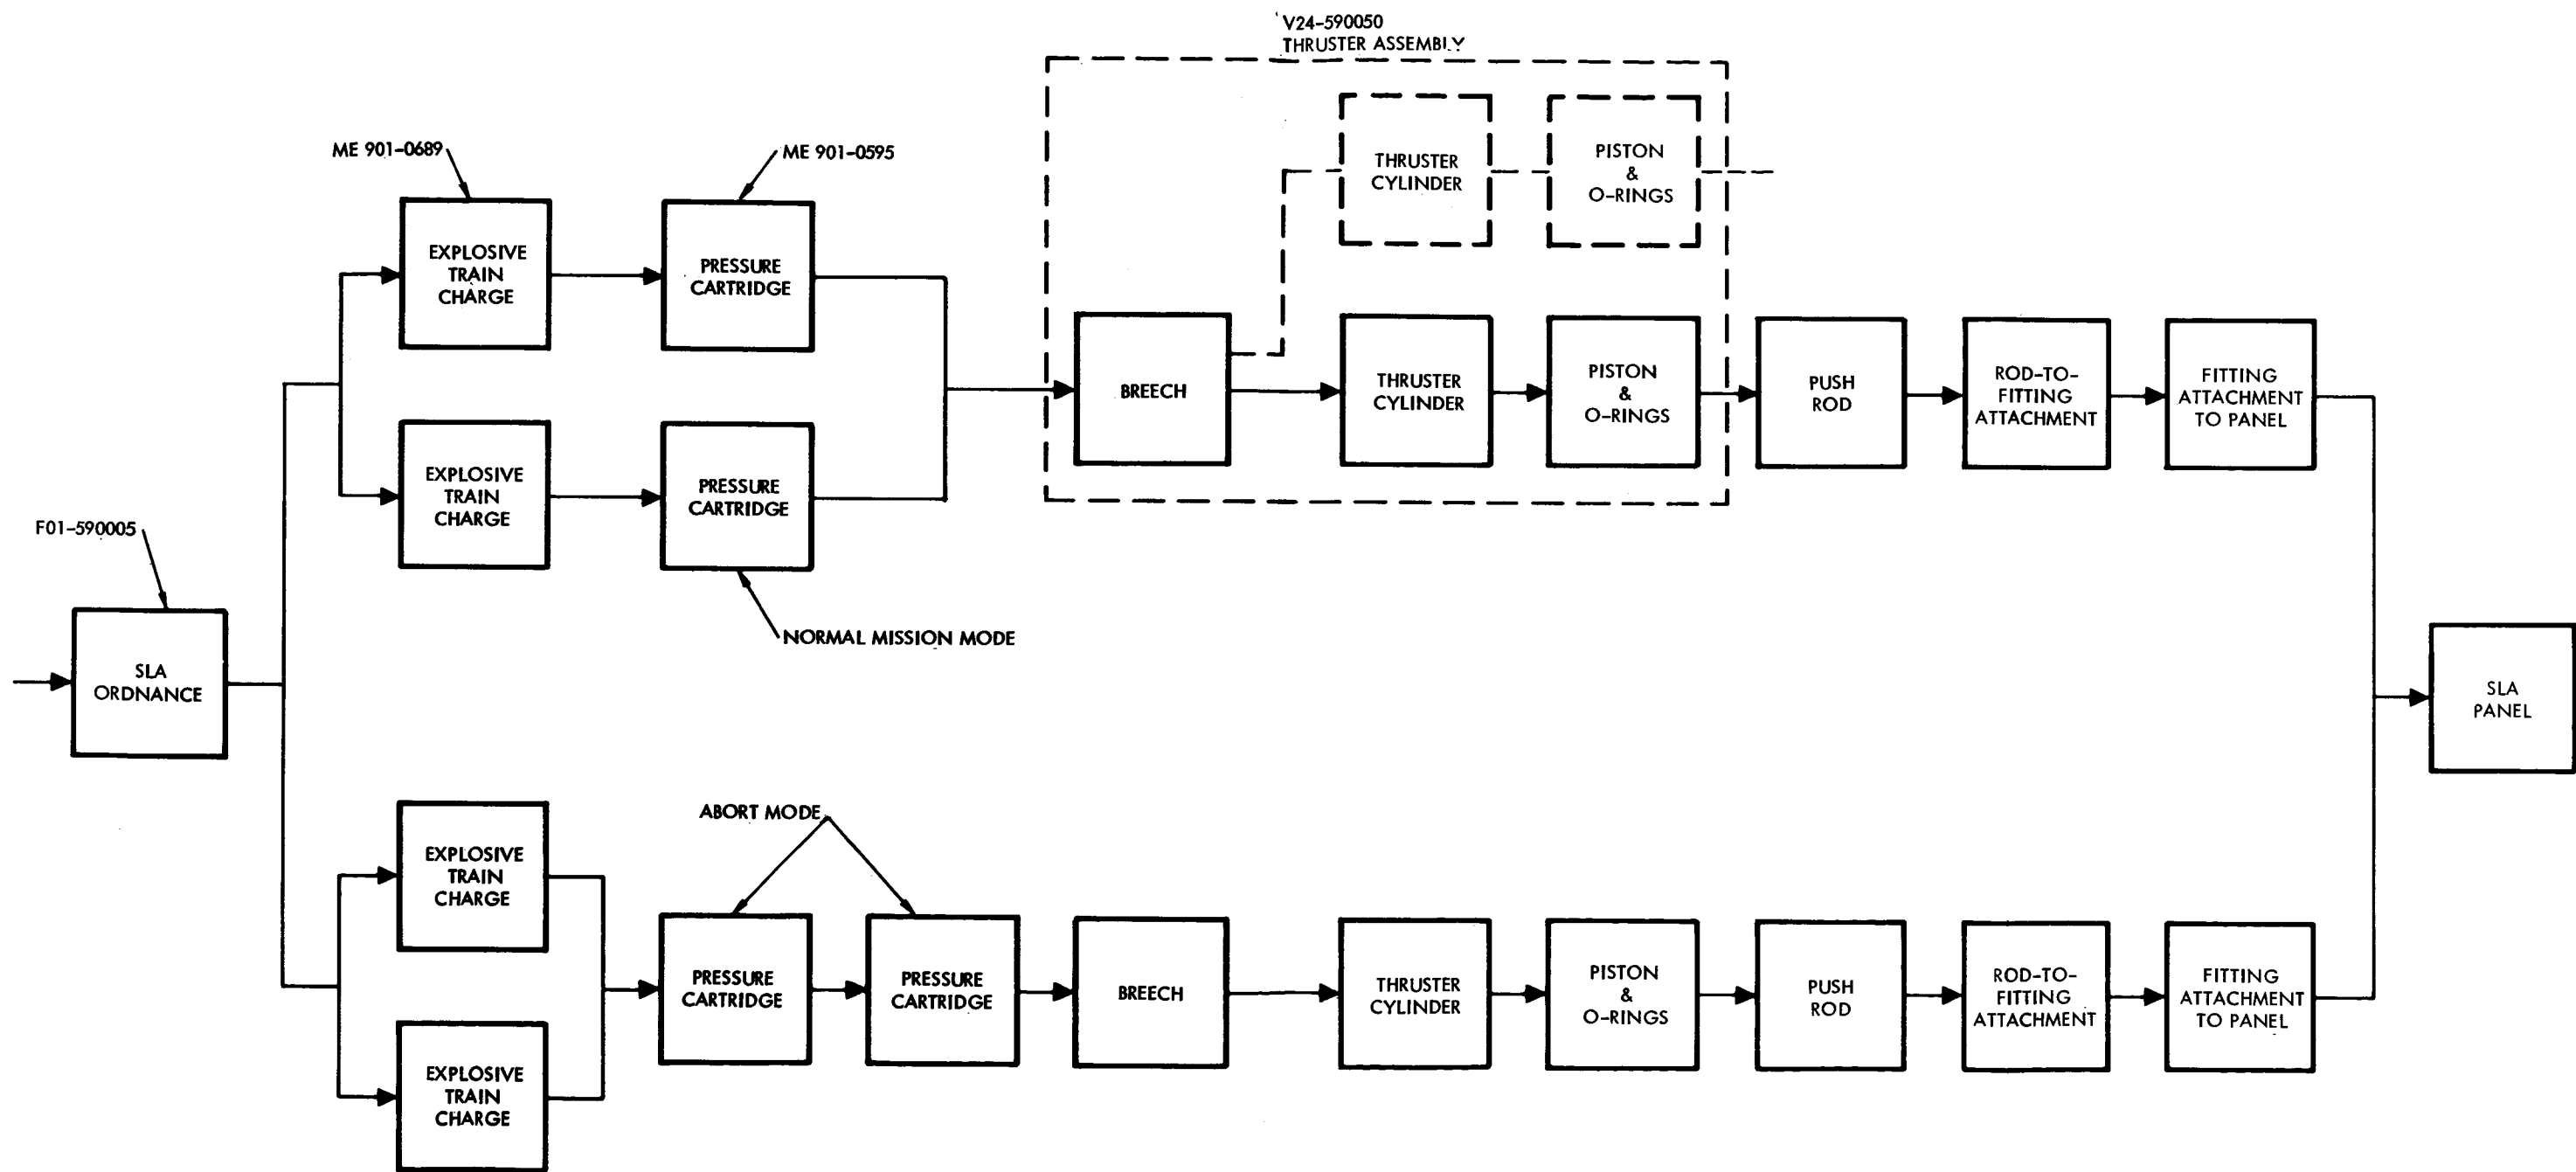 V24-590050
THRUSTER ASSEMBLY
ME 901-0689
ME 901-0595
THRUSTER
CYLINDER
PISTON
&
O-RINGS
EXPLOSIVE
TRAIN
CHARGE
PRESSURE
CARTRIDGE
BREECH
THRUSTER
CYLINDER
PISTON
&
O-RINGS
PUSH
ROD
ROD-TO-
FITTING
ATTACHMENT
FITTING
ATTACHMENT
TO PANEL
EXPLOSIVE
TRAIN
CHARGE
PRESSURE
CARTRIDGE
F01-590005
NORMAL MISSION MODE
SLA
ORDNANCE
SLA
PANEL
ABORT MODE
EXPLOSIVE
TRAIN
CHARGE
PRESSURE
CARTRIDGE
PRESSURE
CARTRIDGE
BREECH
THRUSTER
CYLINDER
PISTON
&
O-RINGS
PUSH
ROD
ROD-TO-
FITTING
ATTACHMENT
FITTING
ATTACHMENT
TO PANEL
EXPLOSIVE
TRAIN
CHARGE